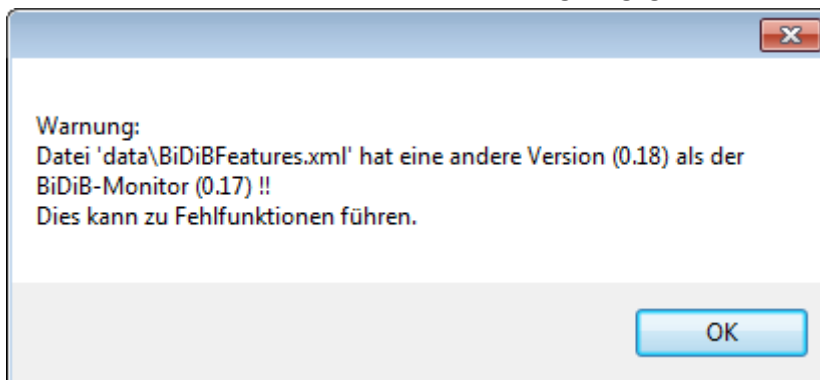 Warnung:
Datei 'data\BiDiBFeatures.xml' hat eine andere Version (0.18) als der
BiDiB-Monitor (0.17) !!
Dies kann zu Fehlfunktionen führen.
OK